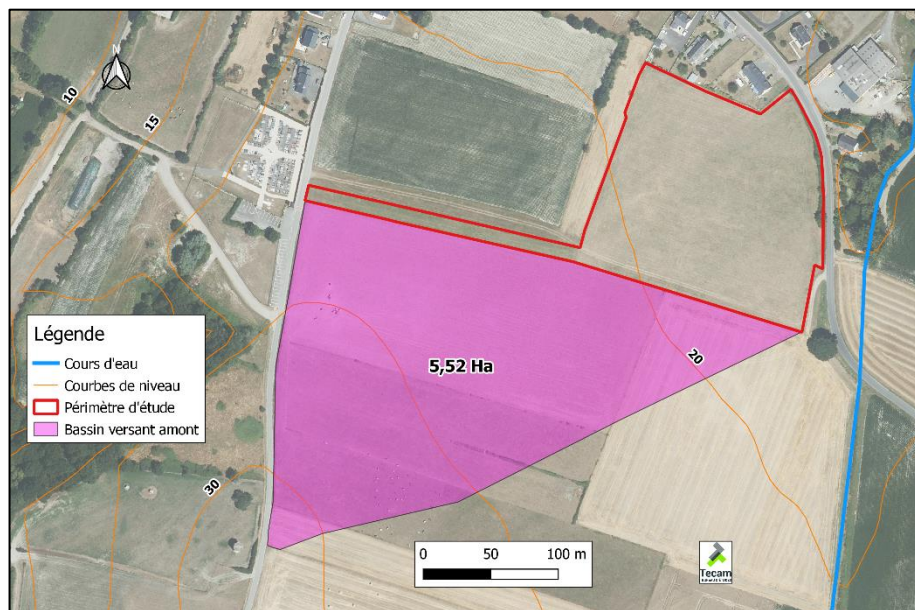 N
10
15
5,52 Ha
20
30
Légende
Cours d'eau
Courbes de niveau
Périmètre d'étude
Bassin versant amont
0 50 100 m
Tecam